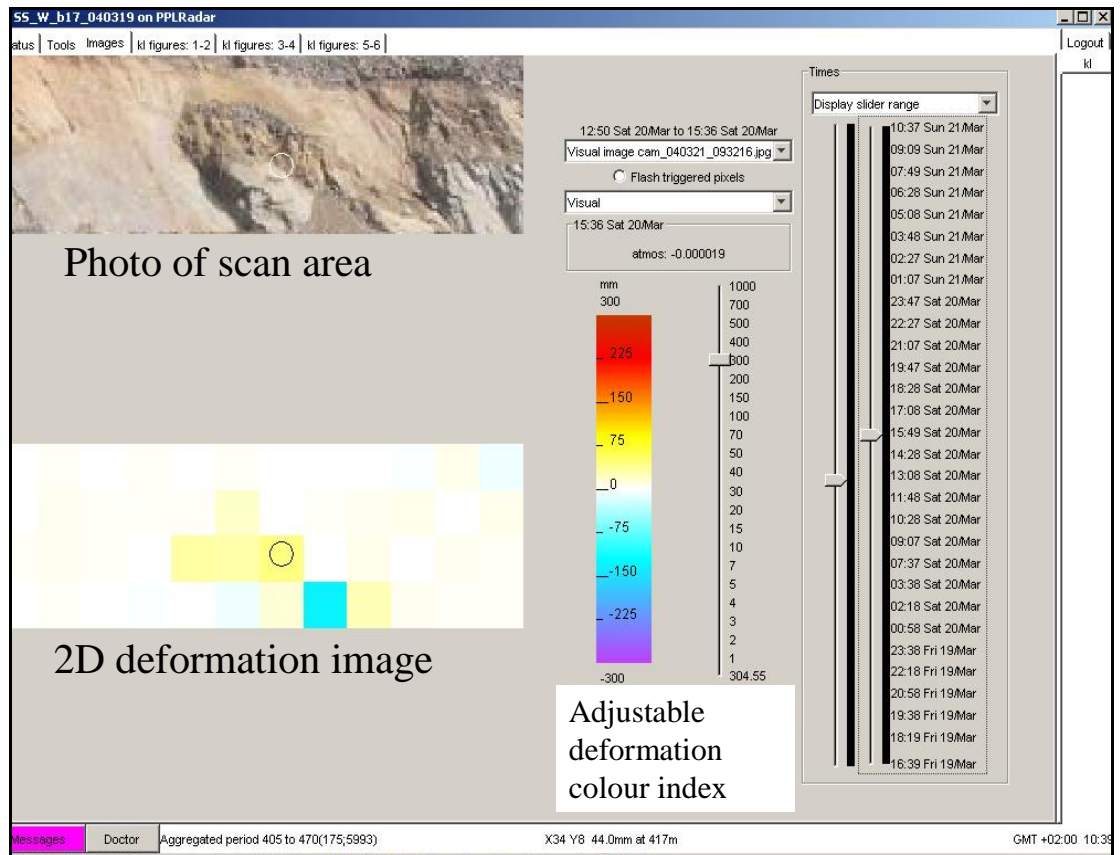 S5_W_b17_040319 on PPLRadar
atus Tools Images kl figures: 1-2 kl figures: 3-4 kl figures: 5-6 Logout
kl
Times
Display slider range
12:50 Sat 20/Mar to 15:36 Sat 20/Mar
Visual image cam_040321_093216.jpg
Flash triggered pixels
Visual
15:36 Sat 20/Mar
atmos: -0.000019
Photo of scan area
mm
300
225
150
75
0
-75
-150
-225
-300
1000
700
500
400
300
200
150
100
70
50
40
30
20
15
10
7
5
4
3
2
1
304.55
10:37 Sun 21/Mar
09:09 Sun 21/Mar
07:49 Sun 21/Mar
06:28 Sun 21/Mar
05:08 Sun 21/Mar
03:48 Sun 21/Mar
02:27 Sun 21/Mar
01:07 Sun 21/Mar
23:47 Sat 20/Mar
22:27 Sat 20/Mar
21:07 Sat 20/Mar
19:47 Sat 20/Mar
18:28 Sat 20/Mar
17:08 Sat 20/Mar
15:49 Sat 20/Mar
14:28 Sat 20/Mar
13:08 Sat 20/Mar
11:48 Sat 20/Mar
10:28 Sat 20/Mar
09:07 Sat 20/Mar
07:37 Sat 20/Mar
03:38 Sat 20/Mar
02:18 Sat 20/Mar
00:58 Sat 20/Mar
23:38 Fri 19/Mar
22:18 Fri 19/Mar
20:58 Fri 19/Mar
19:38 Fri 19/Mar
18:19 Fri 19/Mar
16:39 Fri 19/Mar
2D deformation image
Adjustable
deformation
colour index
Messages Doctor Aggregated period 405 to 470(175;5993) X34 Y8 44.0mm at 417m GMT +02:00 10:39